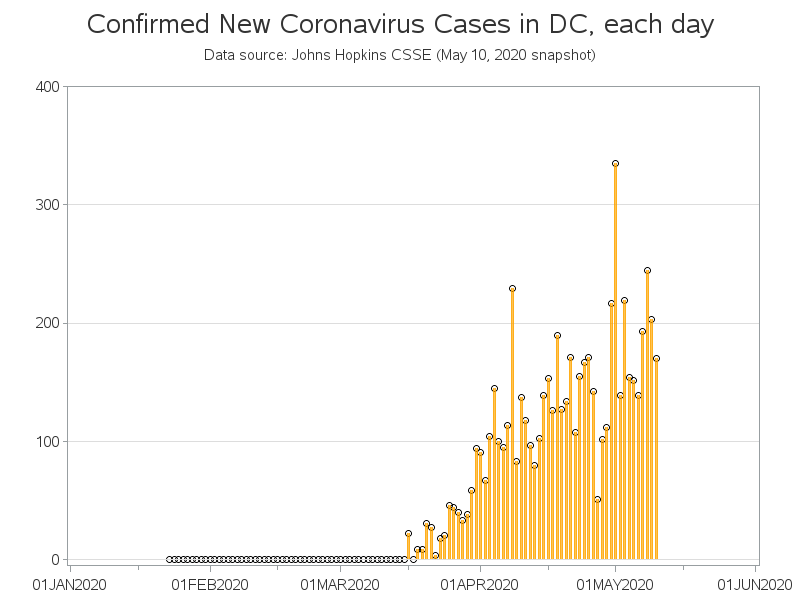 Confirmed New Coronavirus Cases in DC, each day
Data source: Johns Hopkins CSSE (May 10, 2020 snapshot)
400
300
200
100
0
01JAN2020 01FEB2020 01MAR2020 01APR2020 01MAY2020 01JUN2020